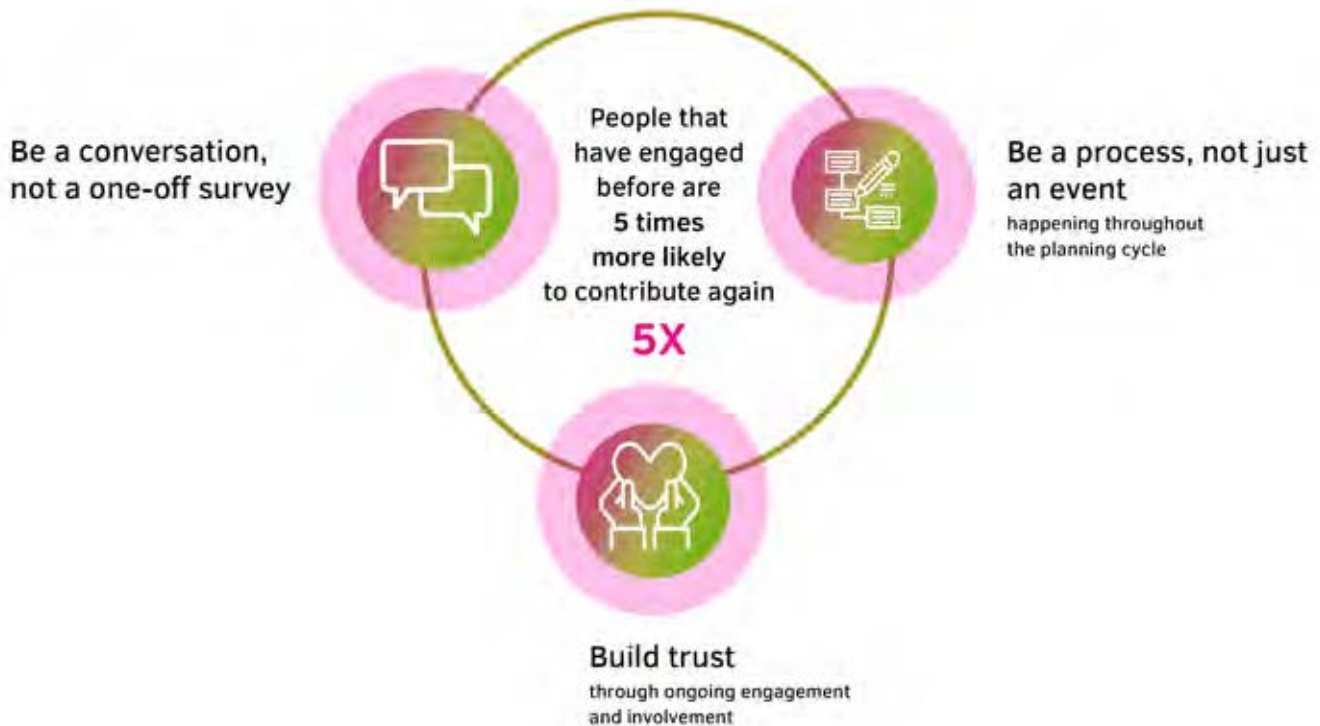 Be a conversation,
not a one-off survey
People that
have engaged
before are
5 times
more likely
to contribute again
5X
Be a process, not just
an event
happening throughout
the planning cycle
Build trust
through ongoing engagement
and involvement